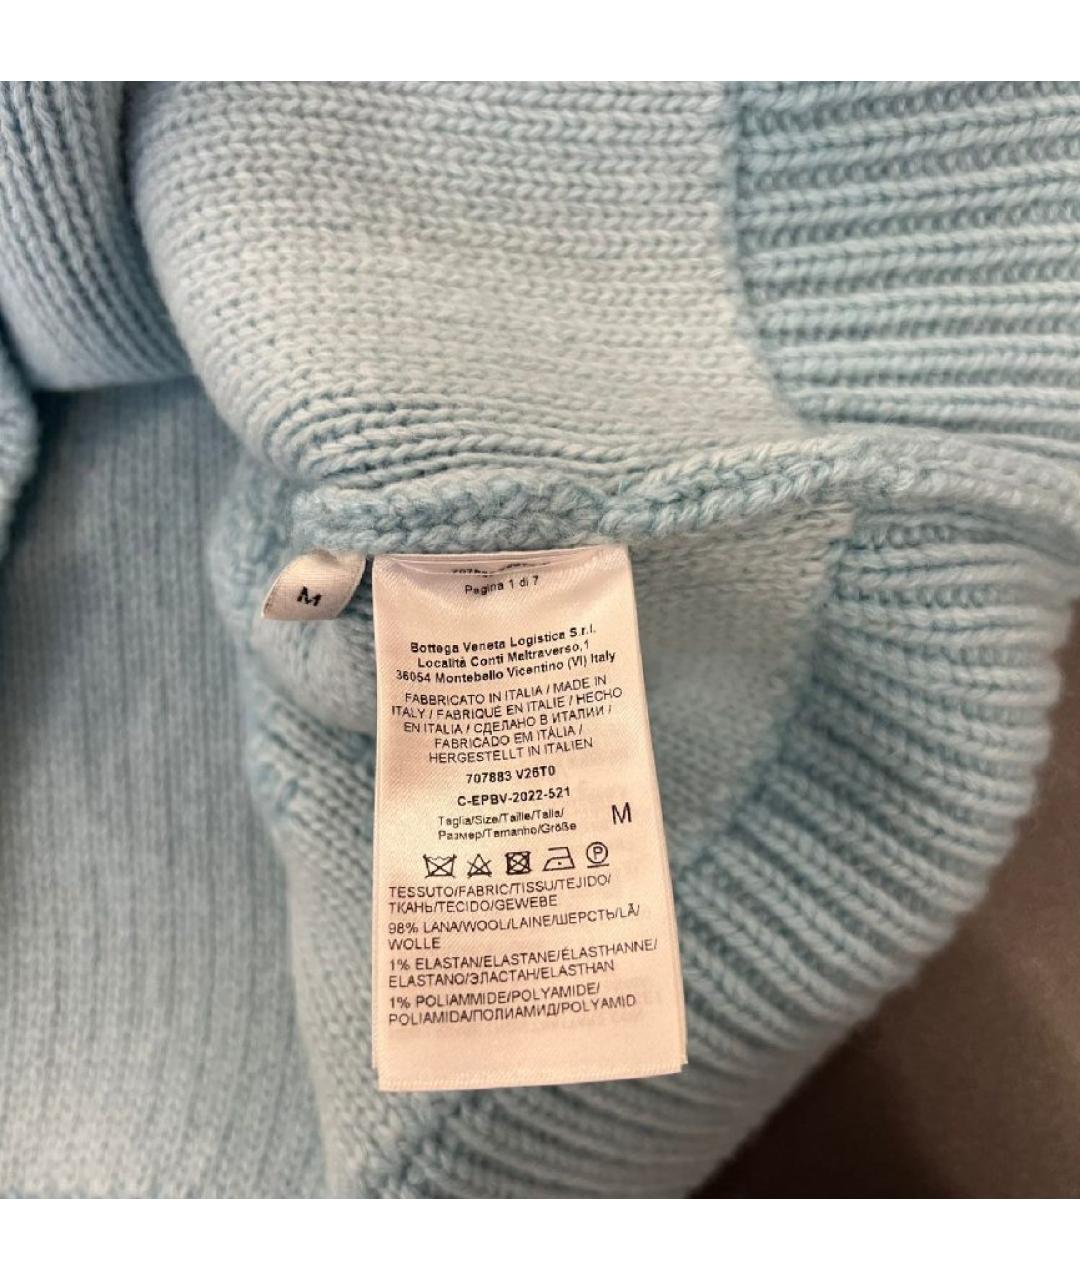 M
Pagina 1 di 7
Bottega Veneta Logistica S.r.l.
Località Conti Maltraverso,1
36054 Montebello Vicentino (VI) Italy
FABBRICATO IN ITALIA / MADE IN
ITALY / FABRIQUÉ EN ITALIE / HECHO
EN ITALIA / СДЕЛАНО В ИТАЛИИ /
FABRICADO EM ITÁLIA /
HERGESTELLT IN ITALIEN
707883 V26T0
C-EPBV-2022-521
Taglia/Size/Taille/Talla/
Размер/Tamanho/Größe
M
TESSUTO/FABRIC/TISSU/TEJIDO/
ТКАНЬ/TECIDO/GEWEBE
98% LANA/WOOL/LAINE/ШЕРСТЬ/LÃ/
WOLLE
1% ELASTAN/ELASTANE/ÉLASTHANNE/
ELASTANO/ЭЛАСТАН/ELASTHAN
1% POLIAMMIDE/POLYAMIDE/
POLIAMIDA/ПОЛИАМИД/POLYAMID